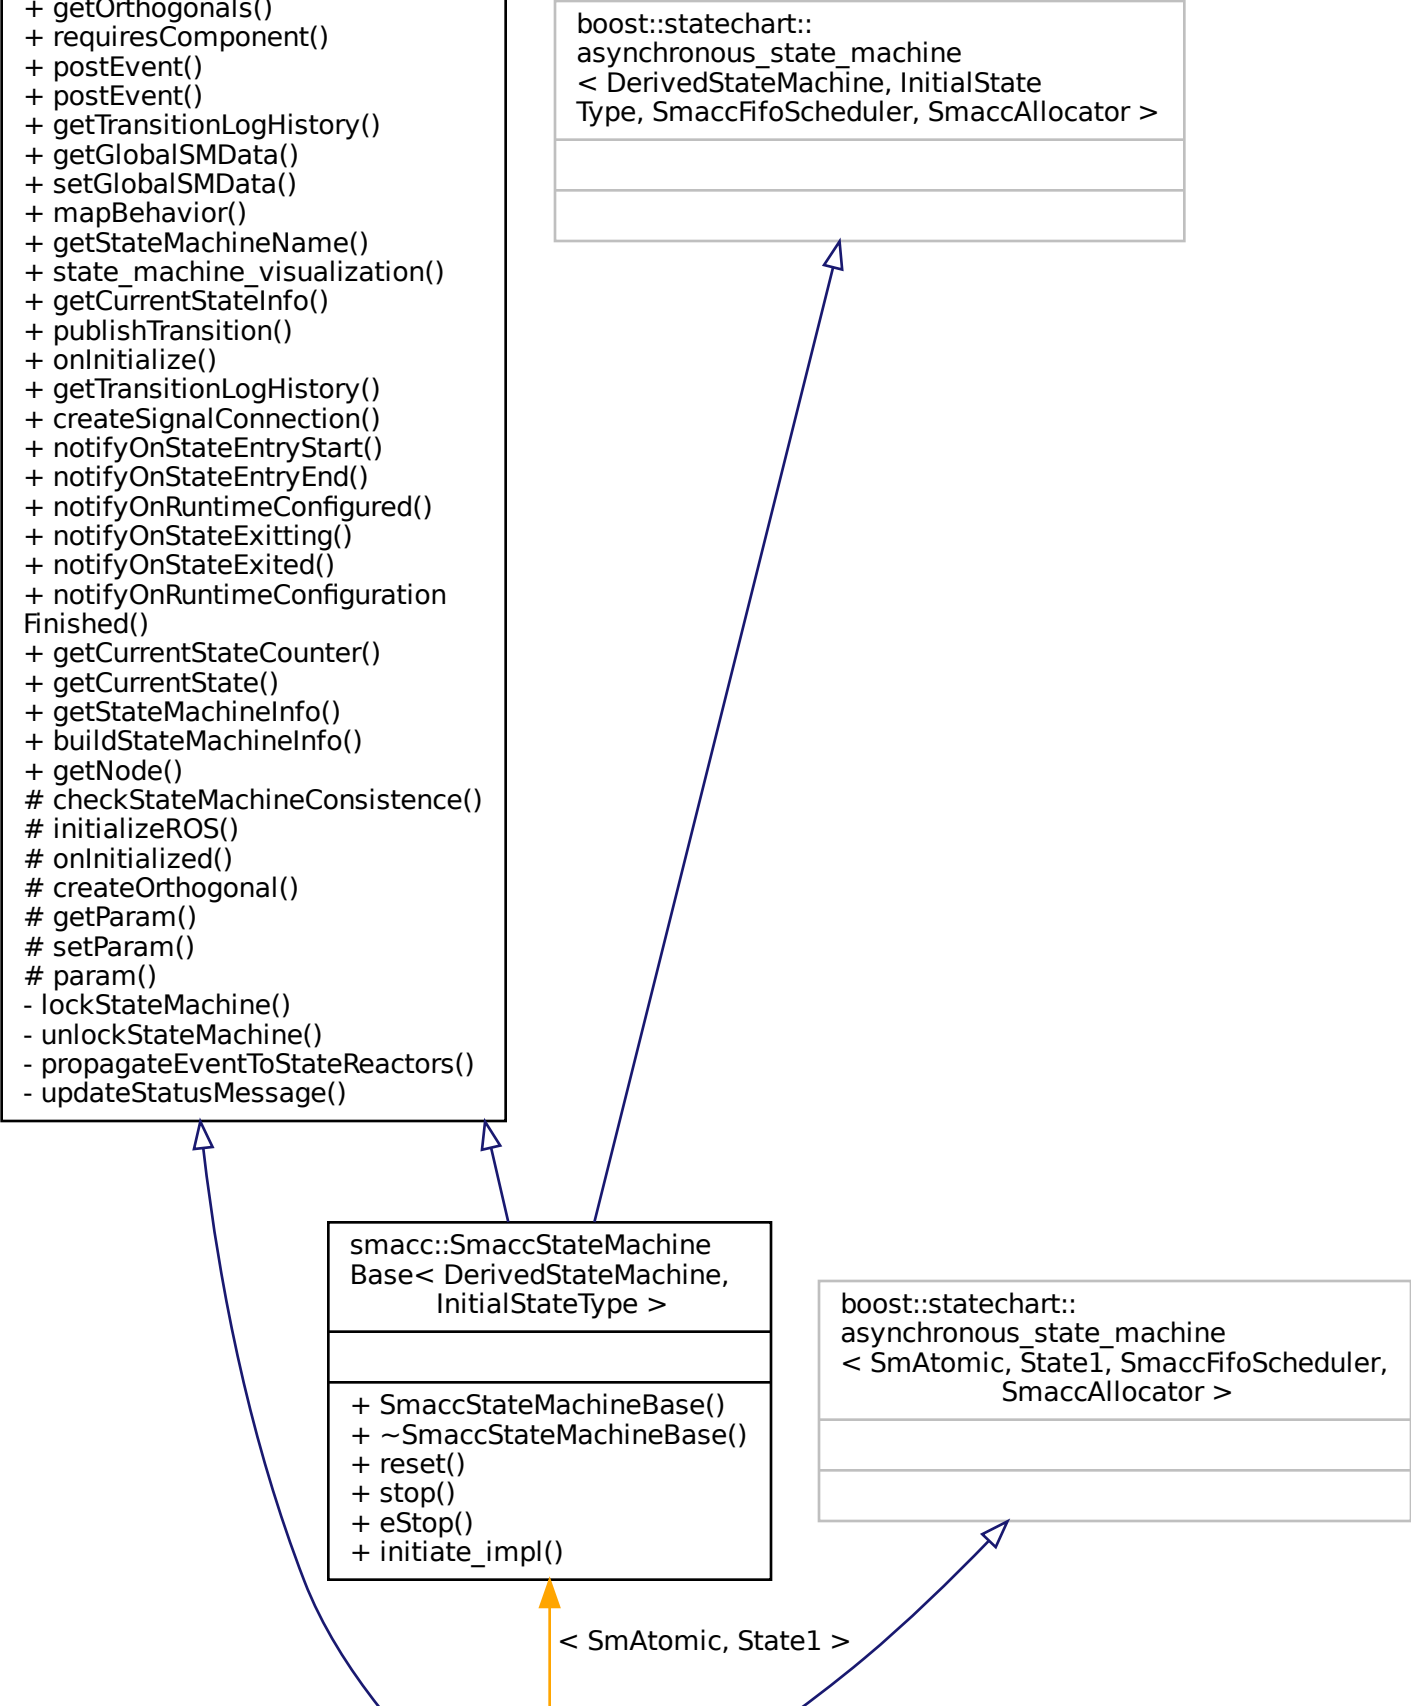 + getOrthogonals()
+ requiresComponent()
+ postEvent()
+ postEvent()
+ getTransitionLogHistory()
+ getGlobalSMData()
+ setGlobalSMData()
+ mapBehavior()
+ getStateMachineName()
+ state_machine_visualization()
+ getCurrentStateInfo()
+ publishTransition()
+ onInitialize()
+ getTransitionLogHistory()
+ createSignalConnection()
+ notifyOnStateEntryStart()
+ notifyOnStateEntryEnd()
+ notifyOnRuntimeConfigured()
+ notifyOnStateExitting()
+ notifyOnStateExited()
+ notifyOnRuntimeConfiguration
Finished()
+ getCurrentStateCounter()
+ getCurrentState()
+ getStateMachineInfo()
+ buildStateMachineInfo()
+ getNode()
# checkStateMachineConsistence()
# initializeROS()
# onInitialized()
# createOrthogonal()
# getParam()
# setParam()
# param()
- lockStateMachine()
- unlockStateMachine()
- propagateEventToStateReactors()
- updateStatusMessage()
boost::statechart::
asynchronous_state_machine
< DerivedStateMachine, InitialState
Type, SmaccFifoScheduler, SmaccAllocator >
smacc::SmaccStateMachine
Base< DerivedStateMachine,
InitialStateType >
+ SmaccStateMachineBase()
+ ~SmaccStateMachineBase()
+ reset()
+ stop()
+ eStop()
+ initiate_impl()
boost::statechart::
asynchronous_state_machine
< SmAtomic, State1, SmaccFifoScheduler,
SmaccAllocator >
< SmAtomic, State1 >